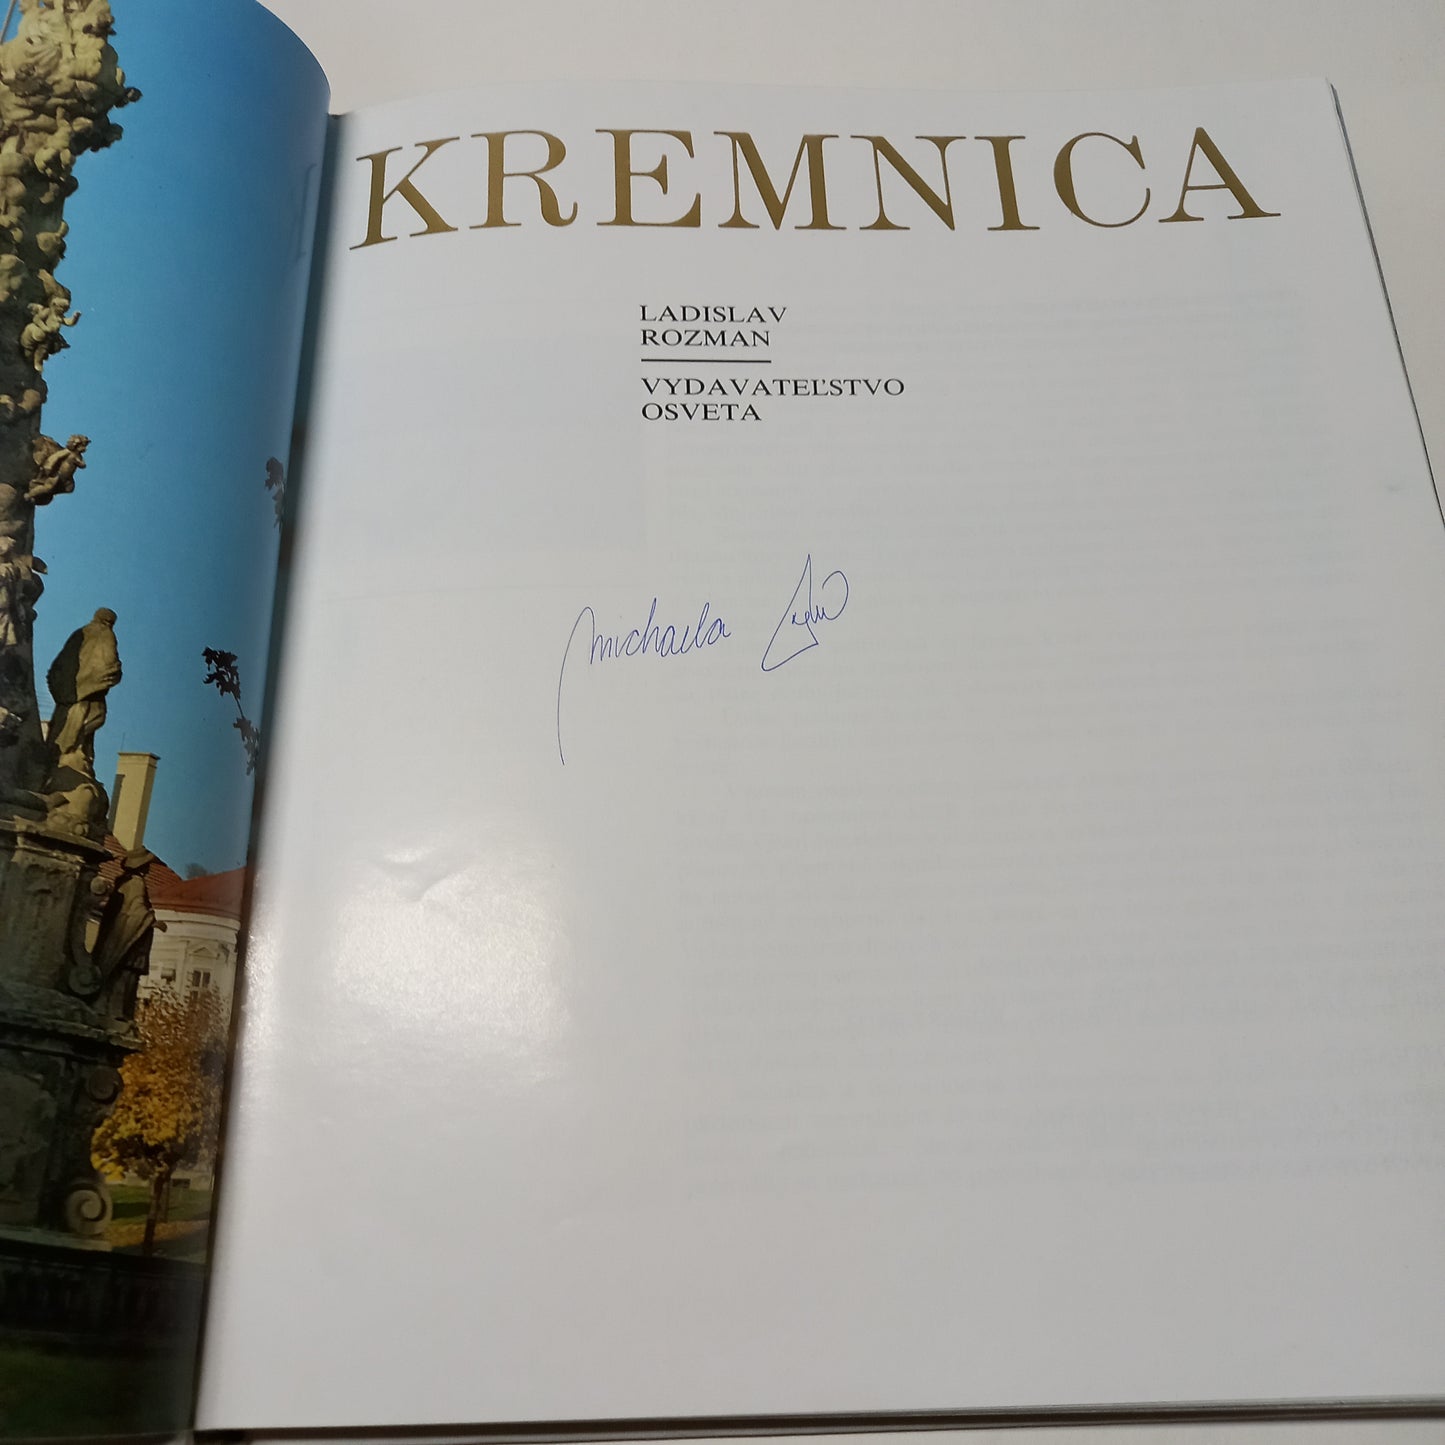 KREMNICA
LADISLAV
ROZMAN
VYDAVATEĽSTVO
OSVETA
Michaela